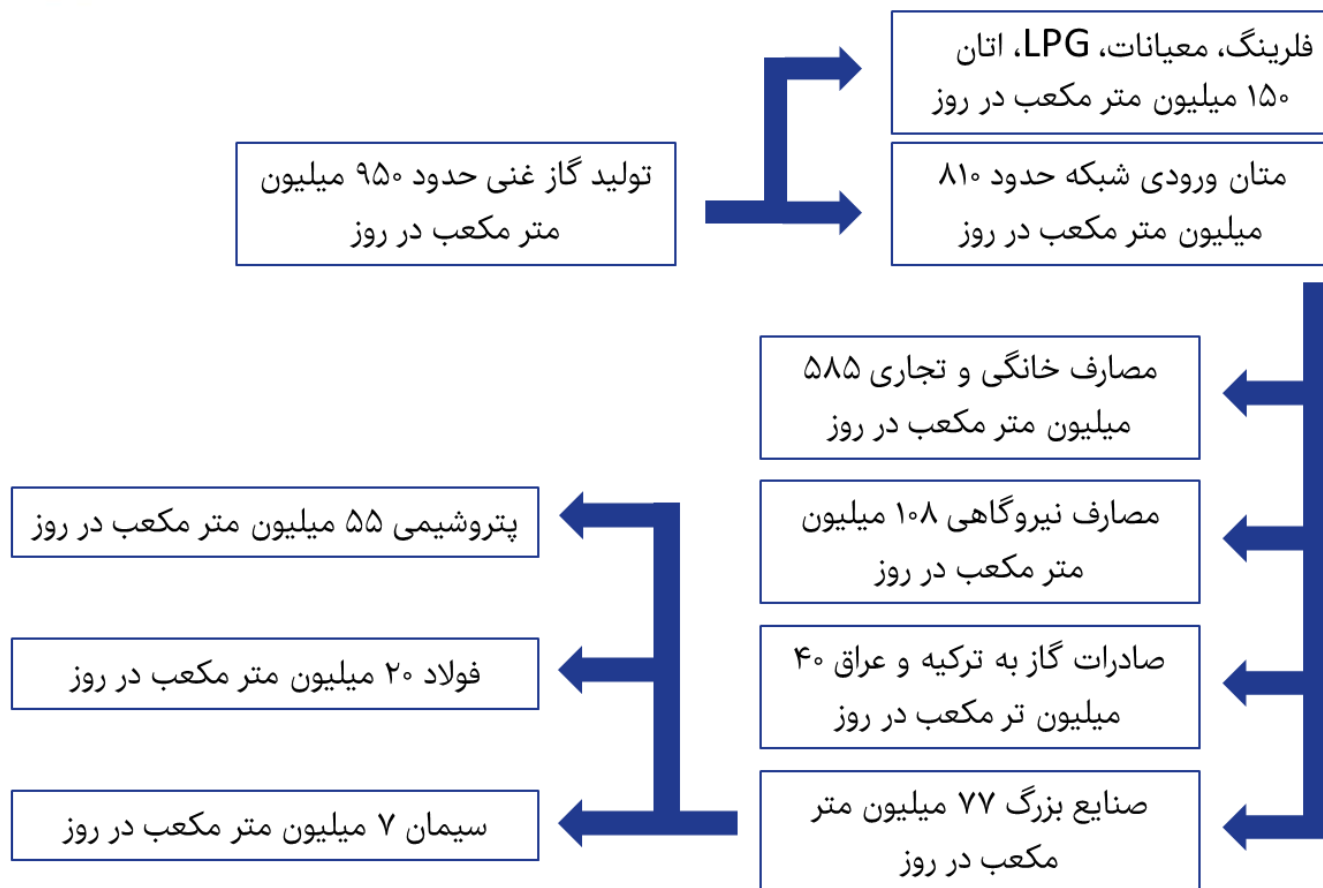 فلرینگ، معیانات، LPG، اتان
۱۵۰ میلیون متر مکعب در روز
تولید گاز غنی حدود ۹۵۰ میلیون
متر مکعب در روز
متان ورودی شبکه حدود ۸۱۰
میلیون متر مکعب در روز
مصارف خانگی و تجاری ۵۸۵
میلیون متر مکعب در روز
مصارف نیروگاهی ۱۰۸ میلیون
متر مکعب در روز
صادرات گاز به ترکیه و عراق ۴۰
میلیون تر مکعب در روز
صنایع بزرگ ۷۷ میلیون متر
مکعب در روز
پتروشیمی ۵۵ میلیون متر مکعب در روز
فولاد ۲۰ میلیون متر مکعب در روز
سیمان ۷ میلیون متر مکعب در روز